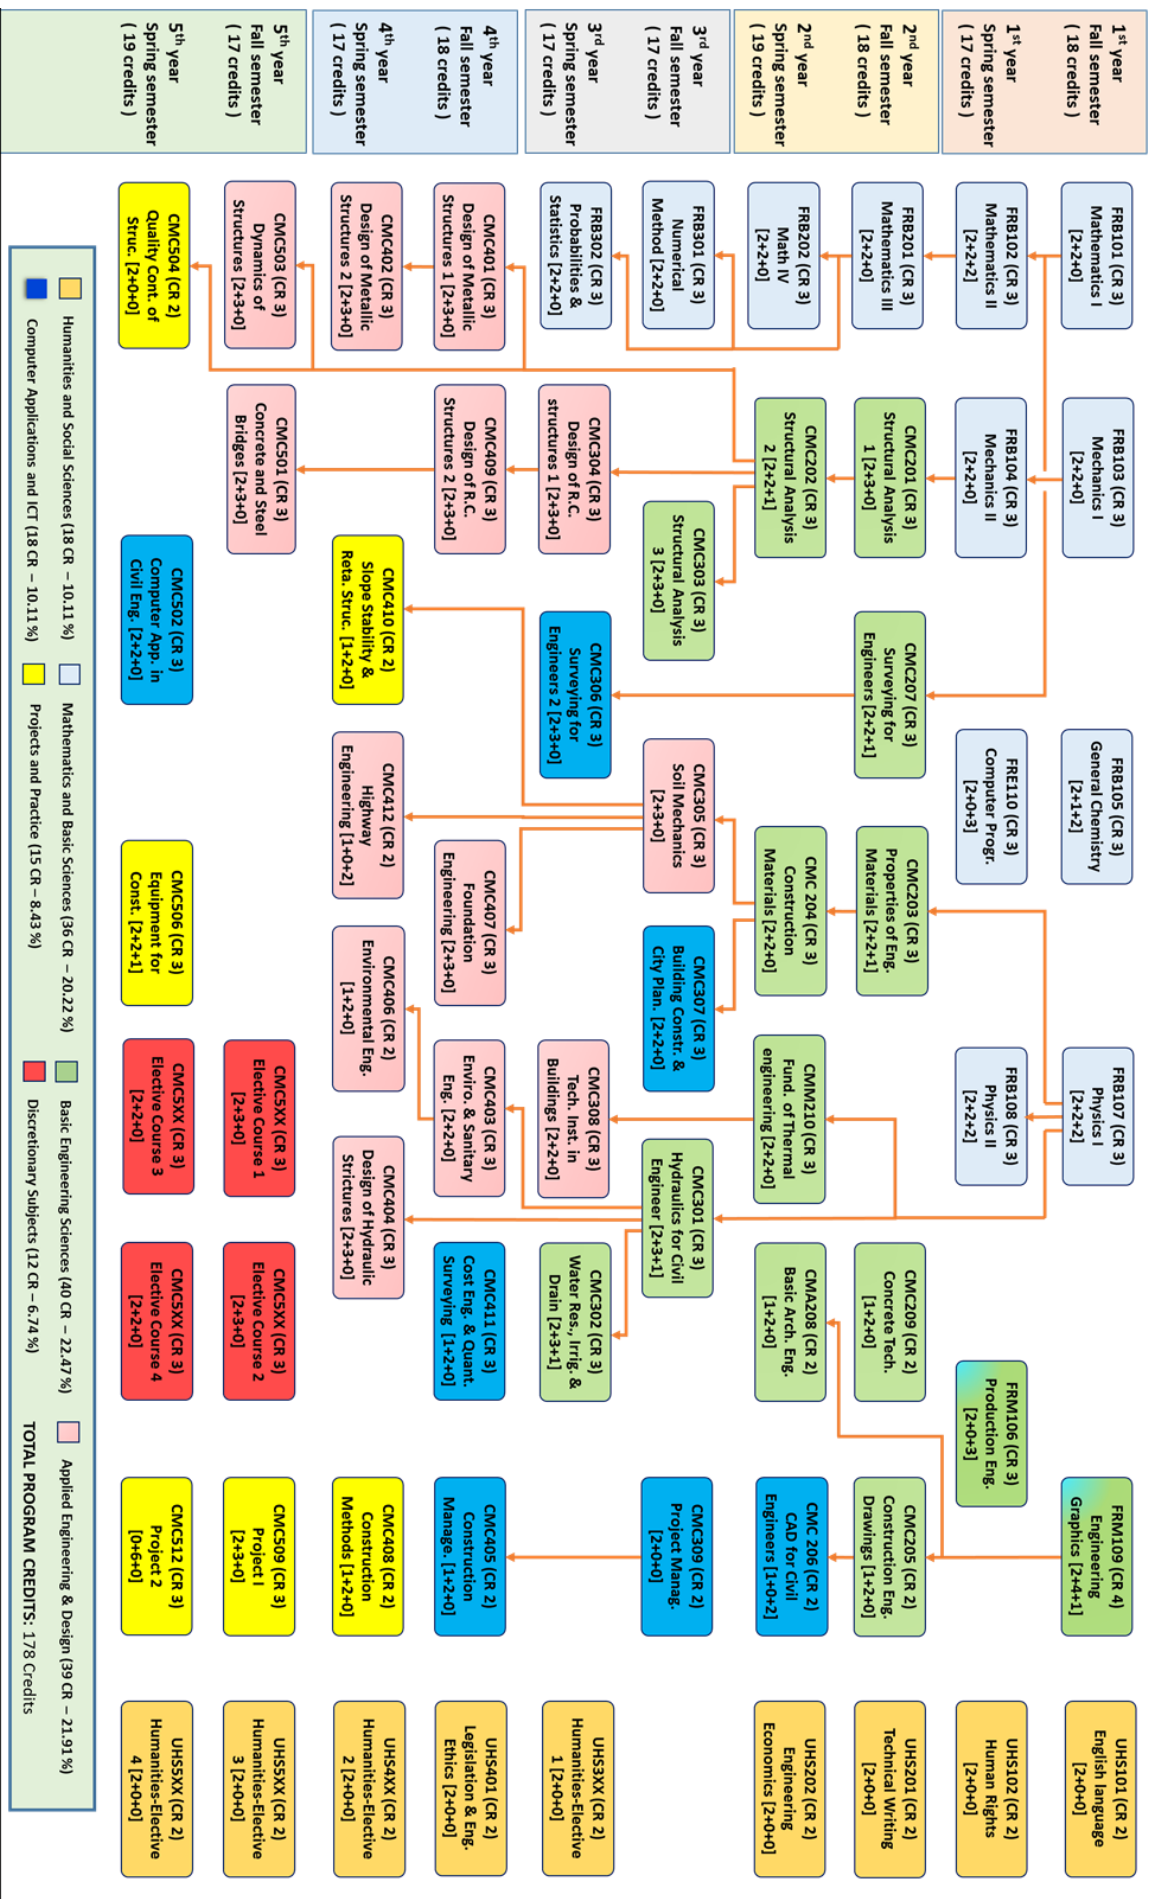 1st year
Fall semester
( 18 credits )
FRB101 (CR 3)
Mathematics I
[2+2+0]
FRB103 (CR 3)
Mechanics I
[2+2+0]
FRB105 (CR 3)
General Chemistry
[2+1+2]
FRB107 (CR 3)
Physics I
[2+2+2]
FRM109 (CR 4)
Engineering
Graphics [2+4+1]
UHS101 (CR 2)
English language
[2+0+0]
1st year
Spring semester
( 17 credits )
FRB102 (CR 3)
Mathematics II
[2+2+2]
FRB104 (CR 3)
Mechanics II
[2+2+0]
FRE110 (CR 3)
Computer Progr.
[2+0+3]
FRB108 (CR 3)
Physics II
[2+2+2]
FRM106 (CR 3)
Production Eng.
[2+0+3]
UHS102 (CR 2)
Human Rights
[2+0+0]
2nd year
Fall semester
( 18 credits )
FRB201 (CR 3)
Mathematics III
[2+2+0]
CMC201 (CR 3)
Structural Analysis
1 [2+3+0]
CMC207 (CR 3)
Surveying for
Engineers [2+2+1]
CMC203 (CR 3)
Properties of Eng.
Materials [2+2+1]
CMC209 (CR 2)
Concrete Tech.
[1+2+0]
CMC205 (CR 2)
Construction Eng.
Drawings [1+2+0]
UHS201 (CR 2)
Technical Writing
[2+0+0]
2nd year
Spring semester
( 19 credits )
FRB202 (CR 3)
Math IV
[2+2+0]
CMC202 (CR 3)
Structural Analysis
2 [2+2+1]
CMC 204 (CR 3)
Construction
Materials [2+2+0]
CMM210 (CR 3)
Fund. of Thermal
engineering [2+2+0]
CMA208 (CR 2)
Basic Arch. Eng.
[1+2+0]
CMC 206 (CR 2)
CAD for Civil
Engineers [1+0+2]
UHS202 (CR 2)
Engineering
Economics [2+0+0]
3rd year
Fall semester
( 17 credits )
FRB301 (CR 3)
Numerical
Method [2+2+0]
CMC303 (CR 3)
Structural Analysis
3 [2+3+0]
CMC305 (CR 3)
Soil Mechanics
[2+3+0]
CMC307 (CR 3)
Building Constr. &
City Plan. [2+2+0]
CMC301 (CR 3)
Hydraulics for Civil
Engineer [2+3+1]
CMC309 (CR 2)
Project Manag.
[2+0+0]
3rd year
Spring semester
( 17 credits )
FRB302 (CR 3)
Probabilities &
Statistics [2+2+0]
CMC304 (CR 3)
Design of R.C.
structures 1 [2+3+0]
CMC306 (CR 3)
Surveying for
Engineers 2 [2+3+0]
CMC308 (CR 3)
Tech. Inst. in
Buildings [2+2+0]
CMC302 (CR 3)
Water Res., Irrig. &
Drain [2+3+1]
UHS3XX (CR 2)
Humanities-Elective
1 [2+0+0]
4th year
Fall semester
( 18 credits )
CMC401 (CR 3)
Design of Metallic
Structures 1 [2+3+0]
CMC409 (CR 3)
Design of R.C.
Structures 2 [2+3+0]
CMC407 (CR 3)
Foundation
Engineering [2+3+0]
CMC403 (CR 3)
Enviro. & Sanitary
Eng. [2+2+0]
CMC411 (CR 3)
Cost Eng. & Quant.
Surveying [1+2+0]
CMC405 (CR 2)
Construction
Manage. [1+2+0]
UHS401 (CR 2)
Legislation & Eng.
Ethics [2+0+0]
4th year
Spring semester
( 17 credits )
CMC402 (CR 3)
Design of Metallic
Structures 2 [2+3+0]
CMC410 (CR 2)
Slope Stability &
Reta. Struc. [1+2+0]
CMC412 (CR 2)
Highway
Engineering [1+0+2]
CMC406 (CR 2)
Environmental Eng.
[1+2+0]
CMC404 (CR 3)
Design of Hydraulic
Strictures [2+3+0]
CMC408 (CR 2)
Construction
Methods [1+2+0]
UHS4XX (CR 2)
Humanities-Elective
2 [2+0+0]
5th year
Fall semester
( 17 credits )
CMC503 (CR 3)
Dynamics of
Structures [2+3+0]
CMC501 (CR 3)
Concrete and Steel
Bridges [2+3+0]
CMC5XX (CR 3)
Elective Course 1
[2+3+0]
CMC5XX (CR 3)
Elective Course 2
[2+3+0]
CMC509 (CR 3)
Project I
[2+3+0]
UHS5XX (CR 2)
Humanities-Elective
3 [2+0+0]
5th year
Spring semester
( 19 credits )
CMC504 (CR 2)
Quality Cont. of
Struc. [2+0+0]
CMC502 (CR 3)
Computer App. in
Civil Eng. [2+2+0]
CMC506 (CR 3)
Equipment for
Const. [2+2+1]
CMC5XX (CR 3)
Elective Course 3
[2+2+0]
CMC5XX (CR 3)
Elective Course 4
[2+2+0]
CMC512 (CR 3)
Project 2
[0+6+0]
UHS5XX (CR 2)
Humanities-Elective
4 [2+0+0]
Humanities and Social Sciences (18 CR – 10.11 %)
Mathematics and Basic Sciences (36 CR – 20.22 %)
Basic Engineering Sciences (40 CR – 22.47 %)
Applied Engineering & Design (39 CR – 21.91 %)
Computer Applications and ICT (18 CR – 10.11 %)
Projects and Practice (15 CR – 8.43 %)
Discretionary Subjects (12 CR – 6.74 %)
TOTAL PROGRAM CREDITS: 178 Credits